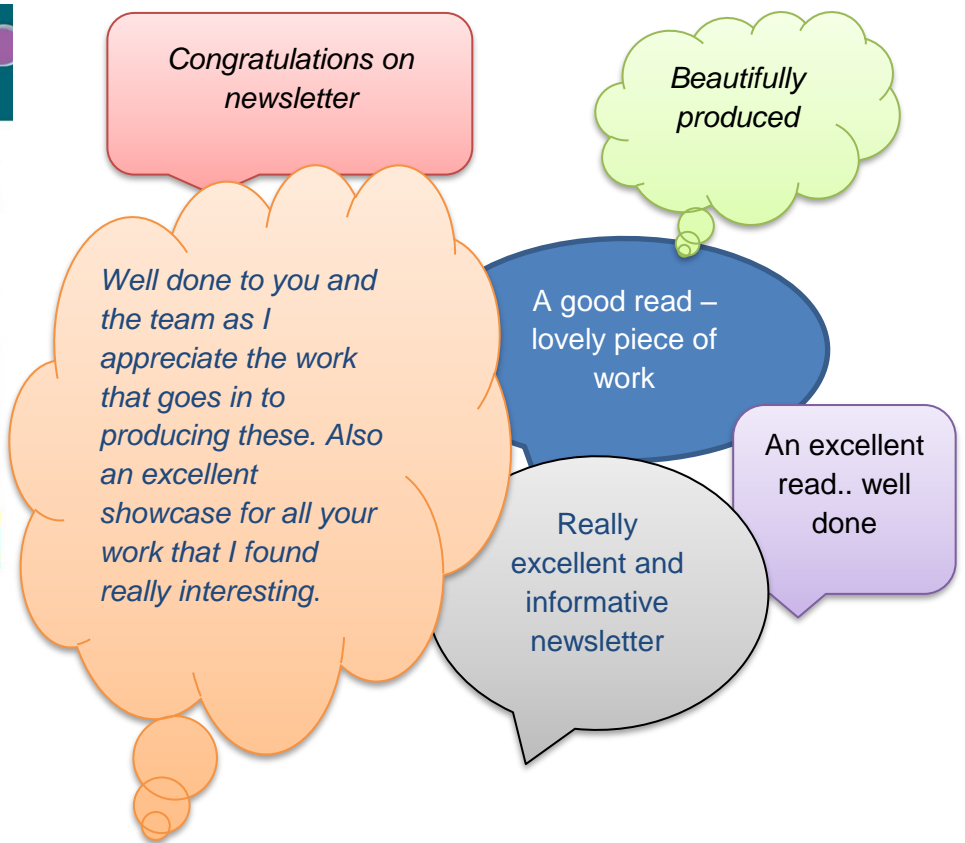 Congratulations on
newsletter
Beautifully
produced
Well done to you and
the team as I
appreciate the work
that goes in to
producing these. Also
an excellent
showcase for all your
work that I found
really interesting.
A good read –
lovely piece of
work
An excellent
read.. well
done
Really
excellent and
informative
newsletter